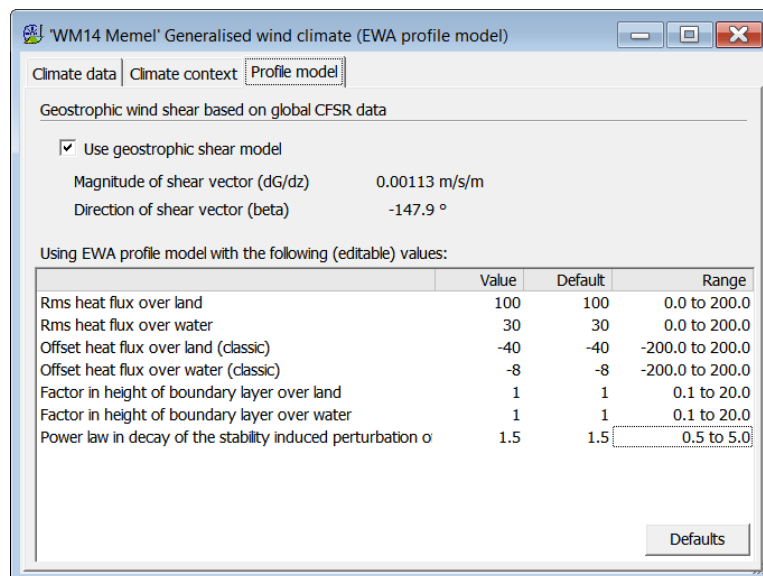 'WM14 Memel' Generalised wind climate (EWA profile model)
Climate data Climate context Profile model
Geostrophic wind shear based on global CFSR data
Use geostrophic shear model
Magnitude of shear vector (dG/dz) 0.00113 m/s/m
Direction of shear vector (beta) -147.9 º
Using EWA profile model with the following (editable) values:
Value Default Range
Rms heat flux over land 100 100 0.0 to 200.0
Rms heat flux over water 30 30 0.0 to 200.0
Offset heat flux over land (classic) -40 -40 -200.0 to 200.0
Offset heat flux over water (classic) -8 -8 -200.0 to 200.0
Factor in height of boundary layer over land 1 1 0.1 to 20.0
Factor in height of boundary layer over water 1 1 0.1 to 20.0
Power law in decay of the stability induced perturbation o 1.5 1.5 0.5 to 5.0
Defaults